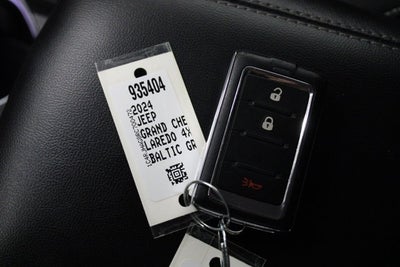 935404
2024
JEEP
GRAND CHE
LAREDO 4X
BALTIC GR